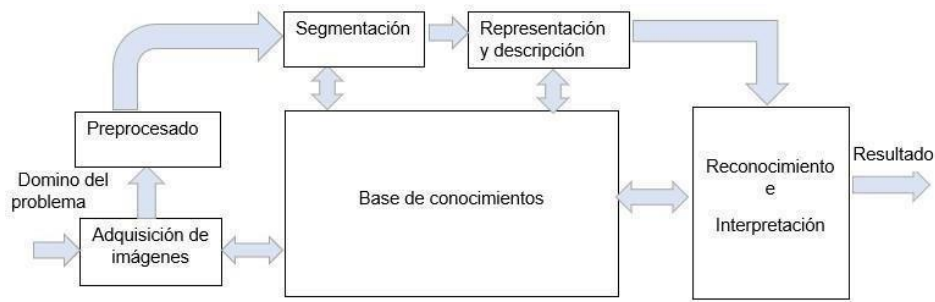 Segmentación
Representación
y descripción
Preprocesado
Domino del
problema
Adquisición de
imágenes
Base de conocimientos
Reconocimiento
e
Interpretación
Resultado